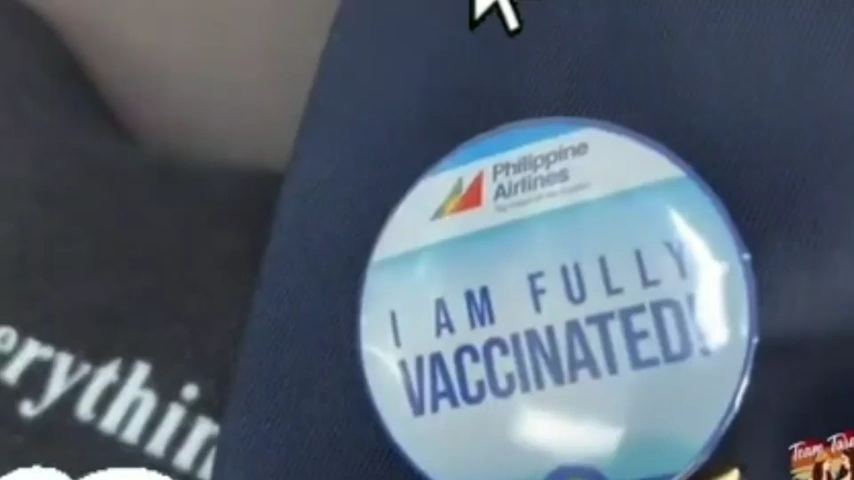 Philippine
Airlines
I AM FULLY
VACCINATED!
erythin